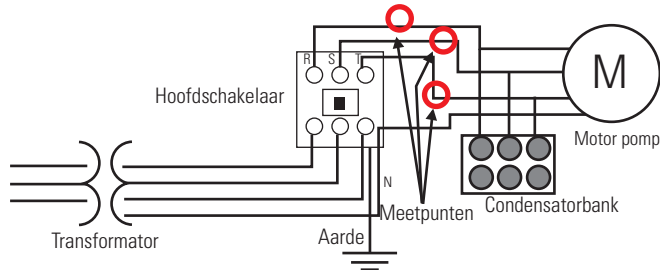 R S T
M
Hoofdschakelaar
Motor pomp
N
Meetpunten
Condensatorbank
Transformator
Aarde